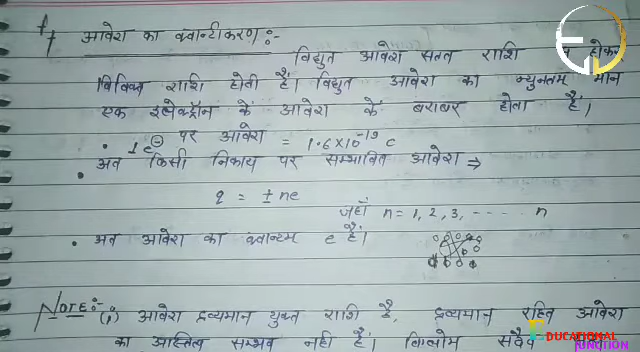 आवेश का क्वान्टीकरण :-
विद्युत आवेश सतत राशि न होकर
विविक्त राशि होती है। विद्युत आवेश का न्युनतम मान
एक इलेक्ट्रॉन के आवेश के बराबर होता है।
• 1 e⊖ पर आवेश = 1.6×10⁻¹⁹ C
• अत किसी निकाय पर सम्भावित आवेश ⇒
q = ± ne
जहाँ n = 1, 2, 3, ---- n
• अत आवेश का क्वान्टम e है।
NOTE:- (i) आवेश द्रव्यमान युक्त राशि है, द्रव्यमान रहित आवेश
का अस्तित्व सम्भव नही है। विलोम सदैव
EDUCATIONAL
JUNCTION